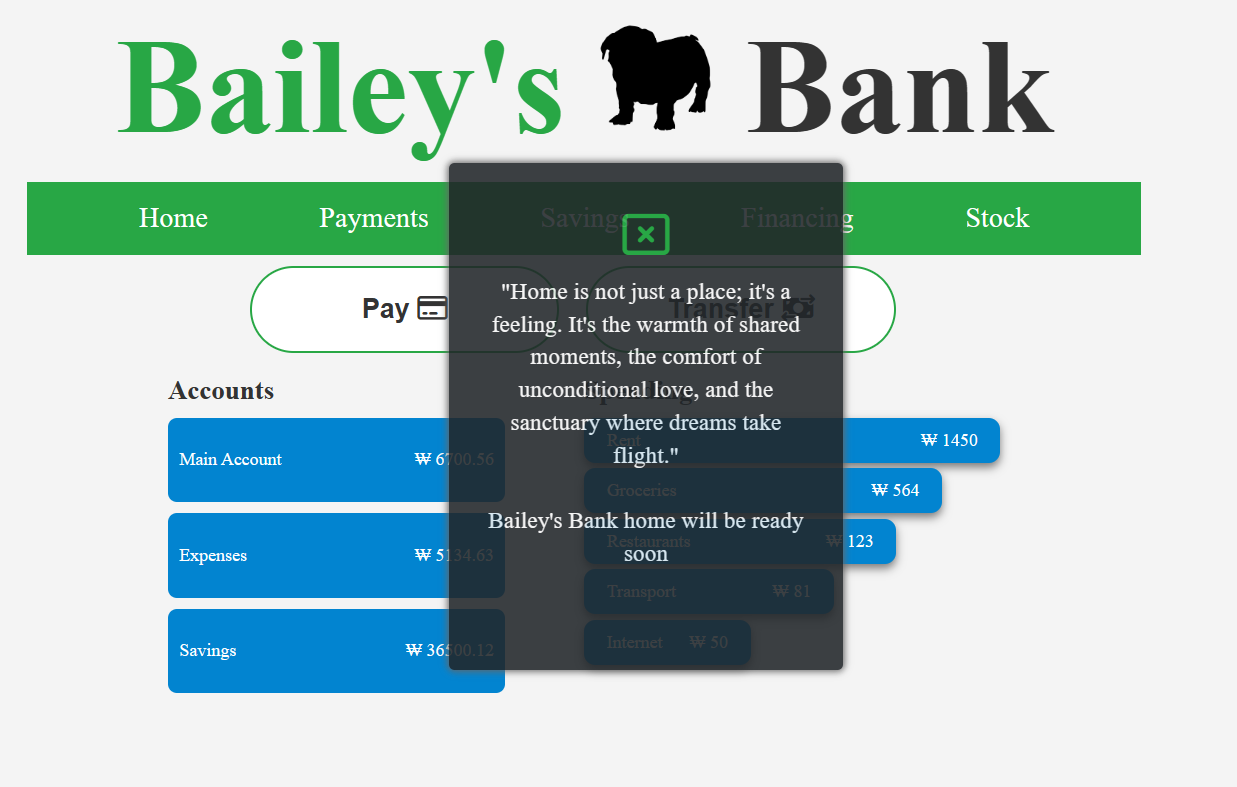 Bailey's Bank
Home Payments Savings Financing Stock
Pay Transfer
"Home is not just a place; it's a
feeling. It's the warmth of shared
moments, the comfort of
unconditional love, and the
sanctuary where dreams take
flight."
Bailey's Bank home will be ready
soon
Accounts
Main Account ₩ 6700.56
Expenses ₩ 5134.63
Savings ₩ 36500.12
Rent ₩ 1450
Groceries ₩ 564
Restaurants ₩ 123
Transport ₩ 81
Internet ₩ 50